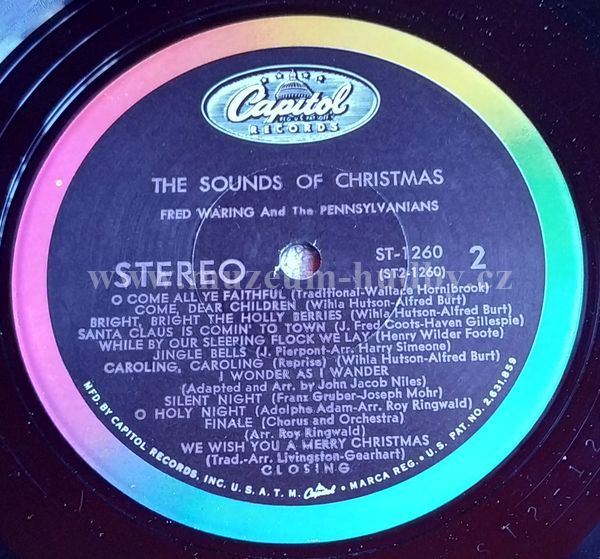 Capitol
RECORDS
THE SOUNDS OF CHRISTMAS
FRED WARING And The PENNSYLVANIANS
STEREO
ST-1260
2
(ST2-1260)
www.muzeum-hudby.cz
O COME ALL YE FAITHFUL (Traditional-Wallace Hornibrook)
COME, DEAR CHILDREN (Wihla Hutson-Alfred Burt)
BRIGHT, BRIGHT THE HOLLY BERRIES (Wihla Hutson-Alfred Burt)
SANTA CLAUS IS COMIN' TO TOWN (J. Fred Coots-Haven Gillespie)
WHILE BY OUR SLEEPING FLOCK WE LAY (Henry Wilder Foote)
JINGLE BELLS (J. Pierpont-Arr. Harry Simeone)
CAROLING, CAROLING (Reprise) (Wihla Hutson-Alfred Burt)
I WONDER AS I WANDER
(Adapted and Arr. by John Jacob Niles)
SILENT NIGHT (Franz Gruber-Joseph Mohr)
O HOLY NIGHT (Adolphe Adam-Arr. Roy Ringwald)
FINALE (Chorus and Orchestra)
(Arr. Roy Ringwald)
WE WISH YOU A MERRY CHRISTMAS
(Trad.-Arr. Livingston-Gearhart)
CLOSING
MFD. BY CAPITOL RECORDS, INC. U.S.A. T.M. Capitol MARCA REG. • U.S. PAT. NO. 2,631,859